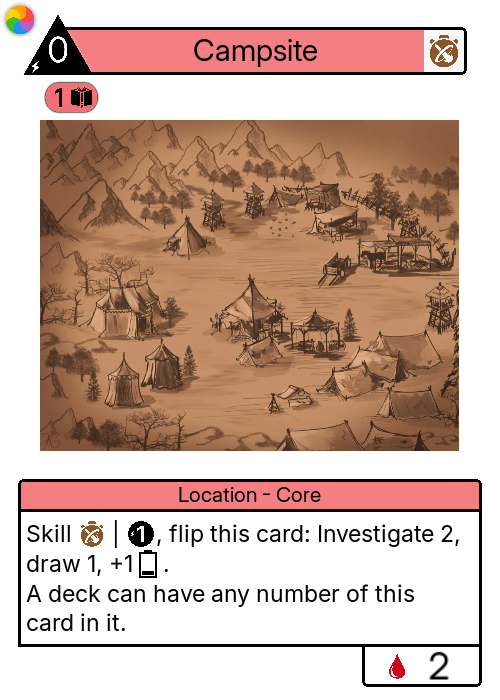 0
Campsite
1
Location - Core
Skill | 1, flip this card: Investigate 2,
draw 1, +1 .
A deck can have any number of this
card in it.
2